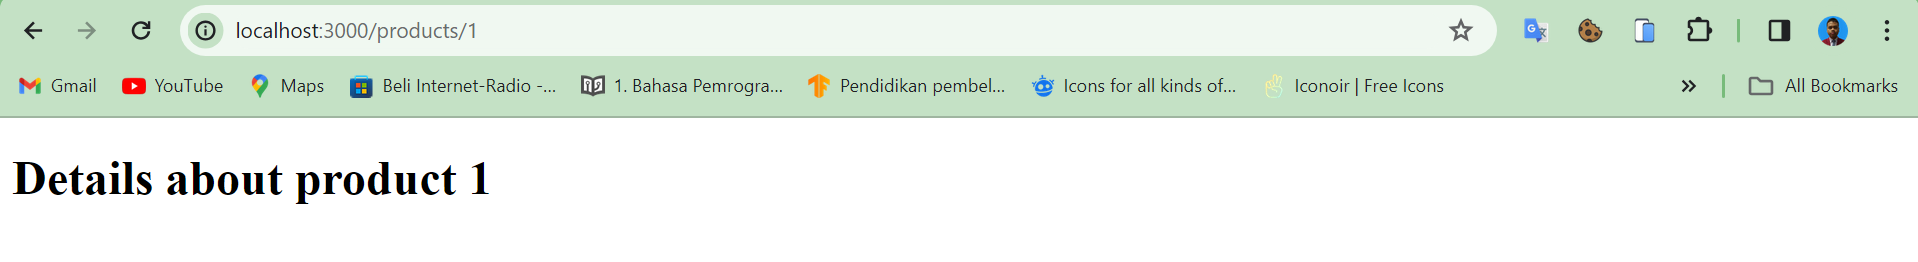 localhost:3000/products/1
Gmail YouTube Maps Beli Internet-Radio -... 1. Bahasa Pemrogra... Pendidikan pembel... Icons for all kinds of... Iconoir | Free Icons » All Bookmarks
Details about product 1